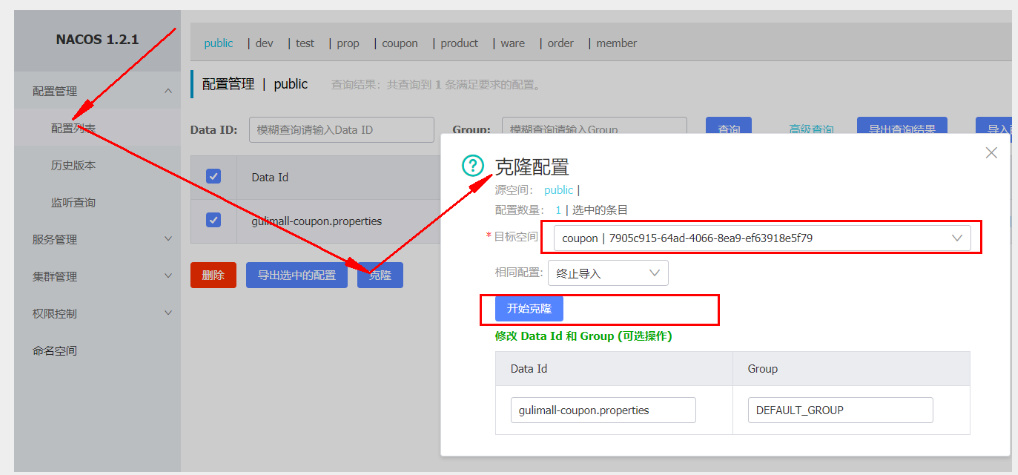 NACOS 1.2.1
public | dev | test | prop | coupon | product | ware | order | member
配置管理
配置列表
历史版本
监听查询
服务管理
集群管理
权限控制
命名空间
配置管理 | public 查询结果：共查询到 1 条满足要求的配置。
Data ID: 模糊查询请输入Data ID Group: 模糊查询请输入Group 查询 高级查询 导出查询结果 导入
Data Id
gulimall-coupon.properties
删除 导出选中的配置 克隆
克隆配置
源空间: public |
配置数量: 1 | 选中的条目
* 目标空间 coupon | 7905c915-64ad-4066-8ea9-ef63918e5f79
相同配置: 终止导入
开始克隆
修改 Data Id 和 Group (可选操作)
Data Id Group
gulimall-coupon.properties DEFAULT_GROUP